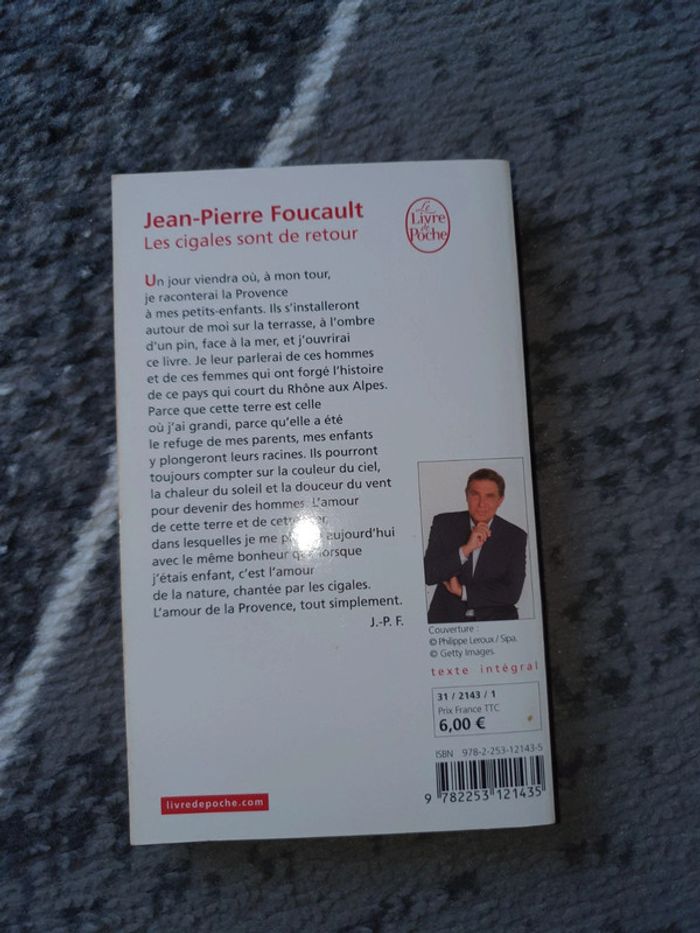 Jean-Pierre Foucault
Les cigales sont de retour
Le
Livre
de
Poche
Un jour viendra où, à mon tour,
je raconterai la Provence
à mes petits-enfants. Ils s'installeront
autour de moi sur la terrasse, à l'ombre
d'un pin, face à la mer, et j'ouvrirai
ce livre. Je leur parlerai de ces hommes
et de ces femmes qui ont forgé l'histoire
de ce pays qui court du Rhône aux Alpes.
Parce que cette terre est celle
où j'ai grandi, parce qu'elle a été
le refuge de mes parents, mes enfants
y plongeront leurs racines. Ils pourront
toujours compter sur la couleur du ciel,
la chaleur du soleil et la douceur du vent
pour devenir des hommes. L'amour
de cette terre et de
dans lesquelles je me aujourd'hui
avec le même bonheur que lorsque
j'étais enfant, c'est l'amour
de la nature, chantée par les cigales.
L'amour de la Provence, tout simplement.
J.-P. F.
Couverture :
© Philippe Leroux / Sipa.
© Getty Images.
texte intégral
31 / 2143 / 1
Prix France TTC
6,00 €
ISBN 978-2-253-12143-5
9 782253 121435
livredepoche.com